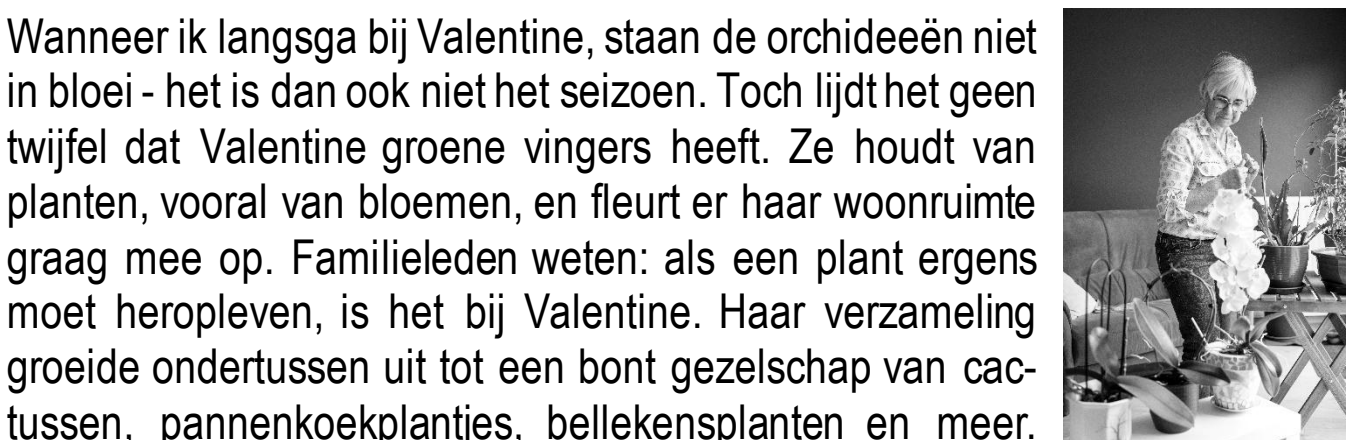 Wanneer ik langsga bij Valentine, staan de orchideeën niet
in bloei - het is dan ook niet het seizoen. Toch lijdt het geen
twijfel dat Valentine groene vingers heeft. Ze houdt van
planten, vooral van bloemen, en fleurt er haar woonruimte
graag mee op. Familieleden weten: als een plant ergens
moet heropleven, is het bij Valentine. Haar verzameling
groeide ondertussen uit tot een bont gezelschap van cac-
tussen, pannenkoekplantjes, bellekensplanten en meer.